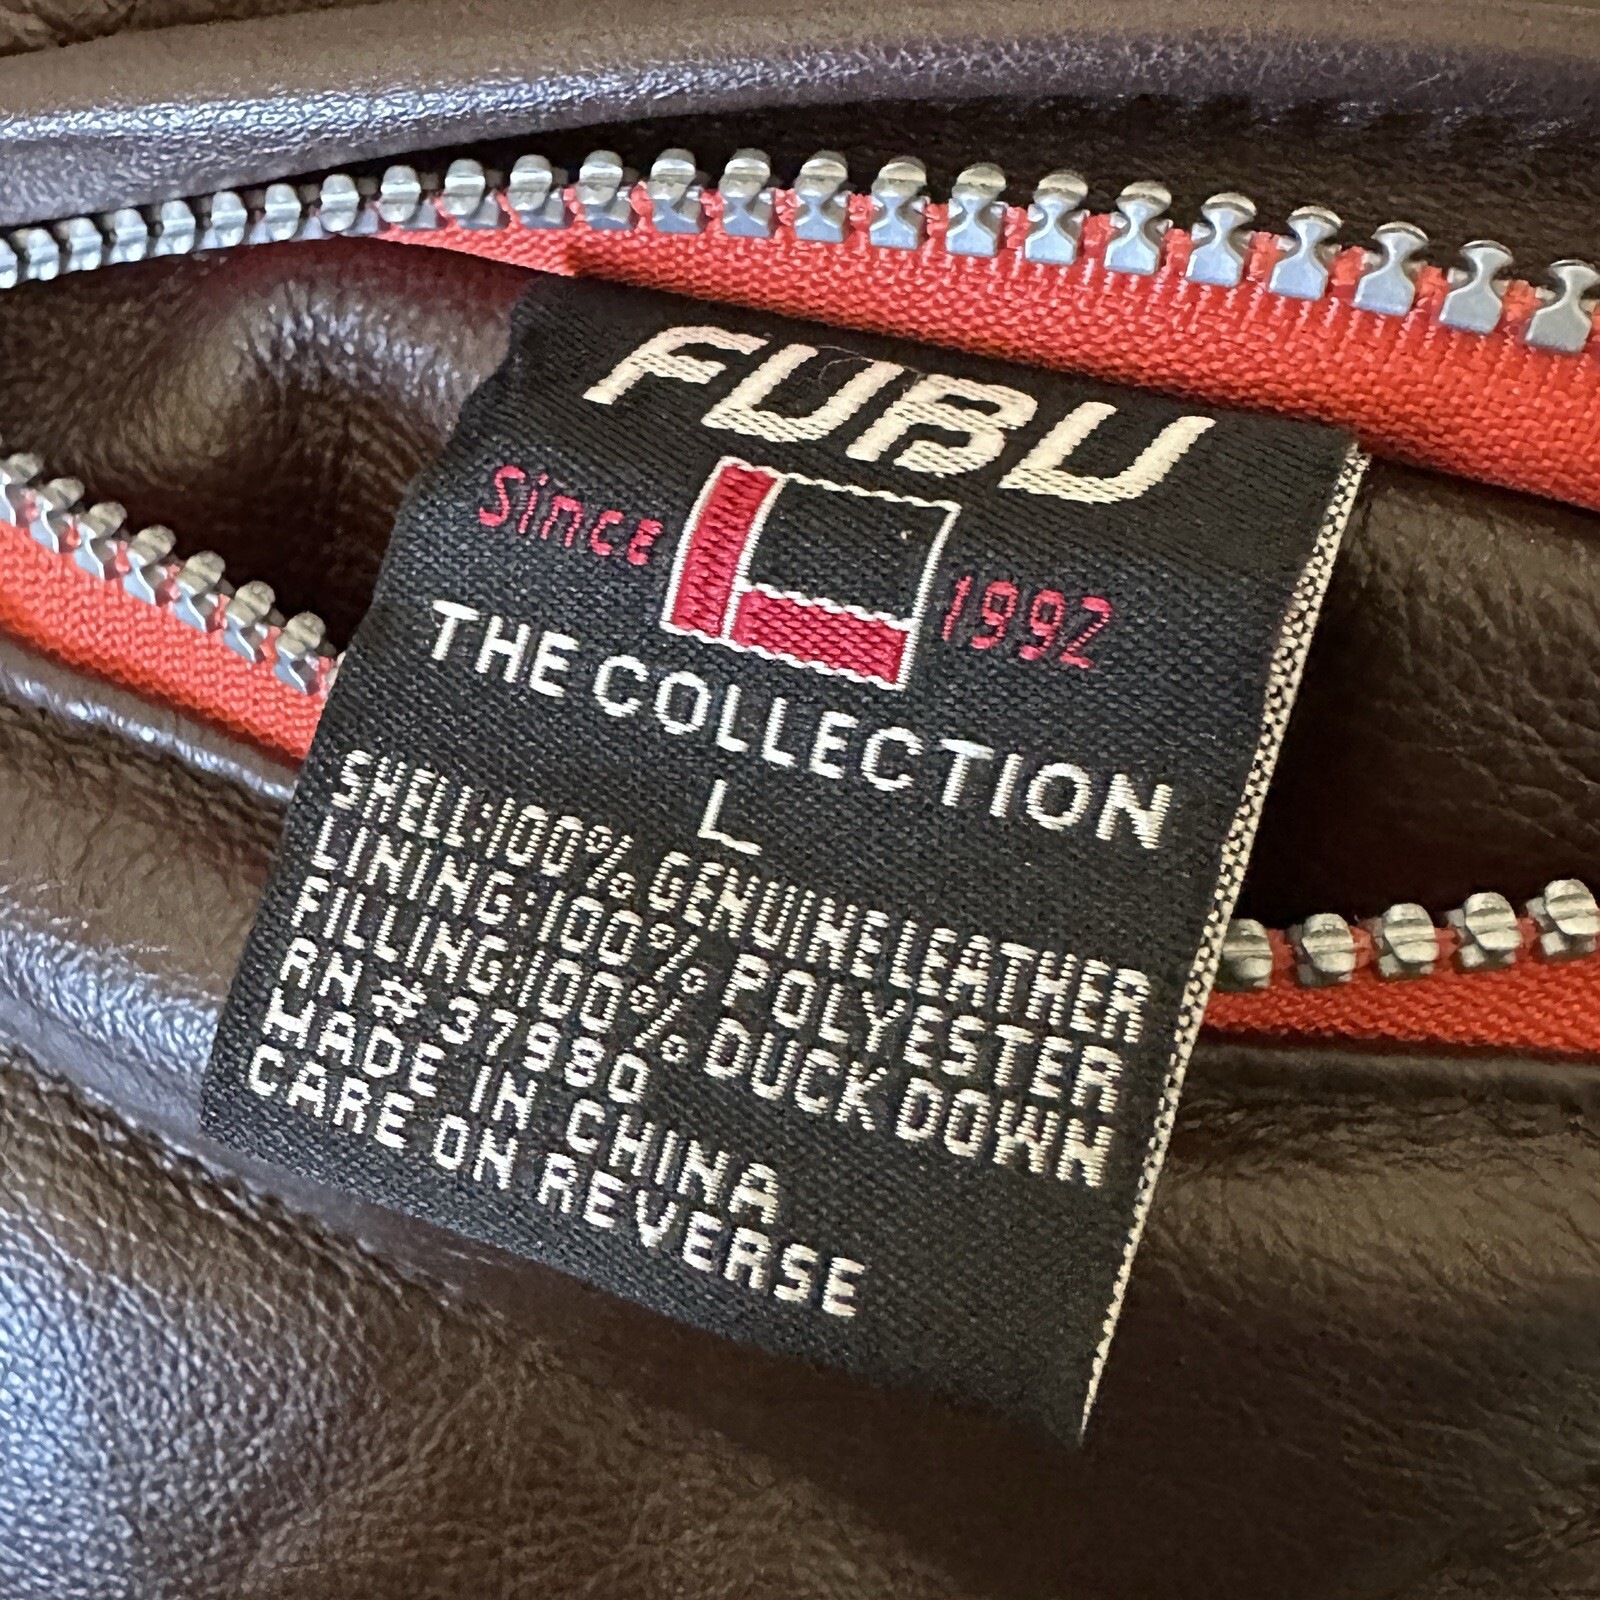 FUBU
Since 1992
THE COLLECTION
L
SHELL:100% GENUINE LEATHER
LINING:100% POLYESTER
FILLING:100% DUCK DOWN
RN # 37980
MADE IN CHINA
CARE ON REVERSE